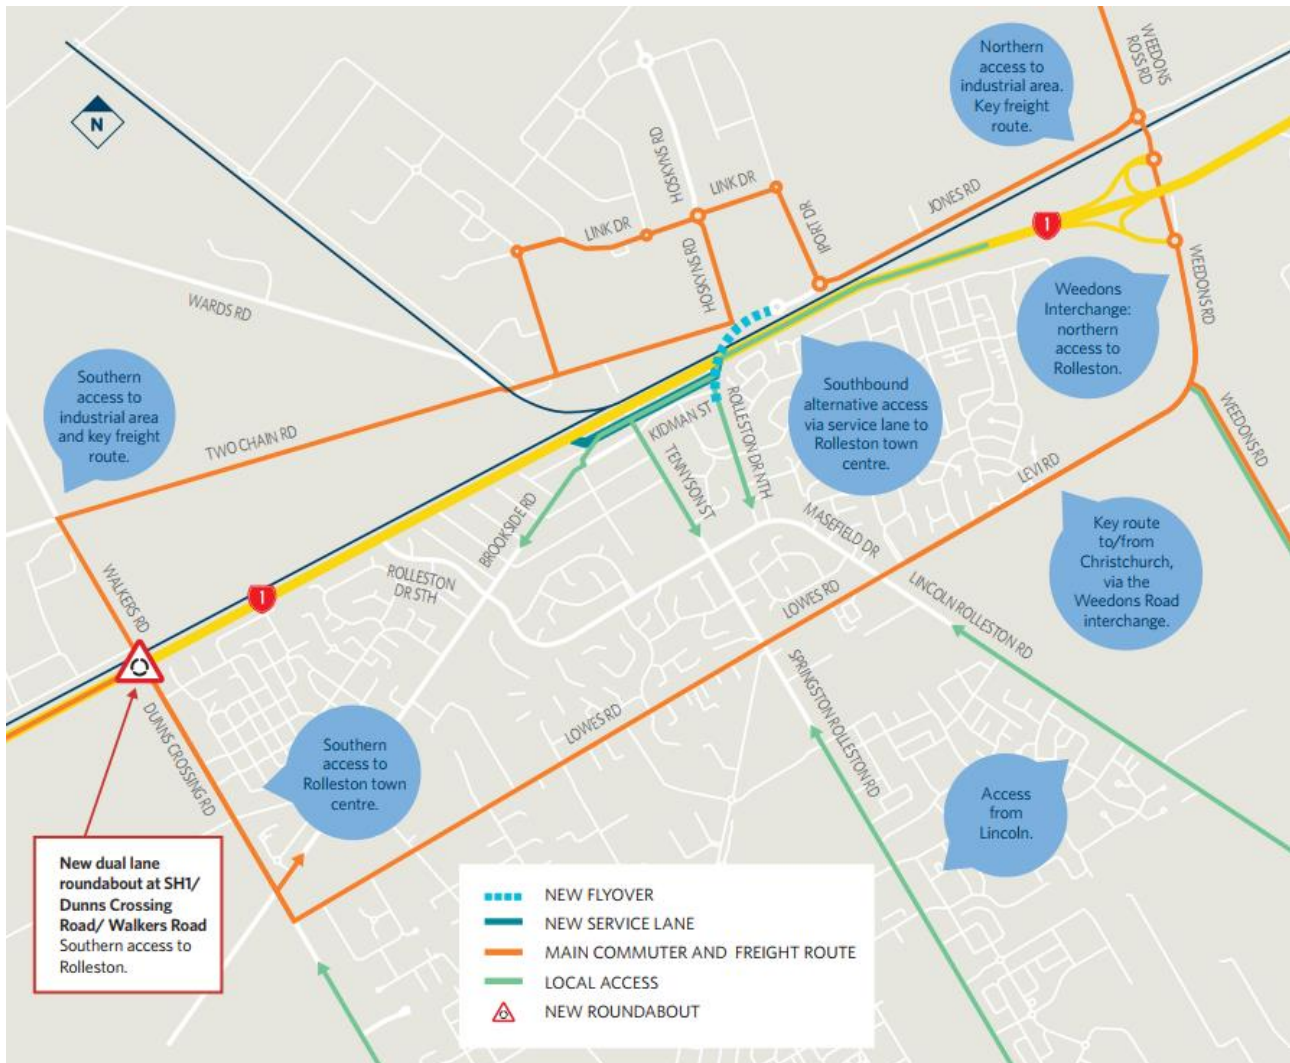 N
WEEDONS
ROSS RD
Northern
access to
industrial area.
Key freight
route.
HOSKYNS RD
LINK DR
LINK DR
HOSKYNS RD
IPORT DR
JONES RD
1
WARDS RD
WEEDONS RD
Weedons
Interchange:
northern
access to
Rolleston.
Southern
access to
industrial area
and key freight
route.
TWO CHAIN RD
KIDMAN ST
ROLLESTON DR NTH
TENNYSON ST
Southbound
alternative access
via service lane to
Rolleston town
centre.
WEEDONS RD
LEVI RD
BROOKSIDE RD
MASEFIELD DR
Key route
to/from
Christchurch,
via the
Weedons Road
interchange.
ROLLESTON
DR STH
WALKERS RD
1
LOWES RD
LINCOLN ROLLESTON RD
SPRINGSTON ROLLESTON RD
DUNNS CROSSING RD
LOWES RD
Southern
access to
Rolleston town
centre.
Access
from
Lincoln.
New dual lane
roundabout at SH1/
Dunns Crossing
Road/ Walkers Road
Southern access to
Rolleston.
NEW FLYOVER
NEW SERVICE LANE
MAIN COMMUTER AND FREIGHT ROUTE
LOCAL ACCESS
NEW ROUNDABOUT